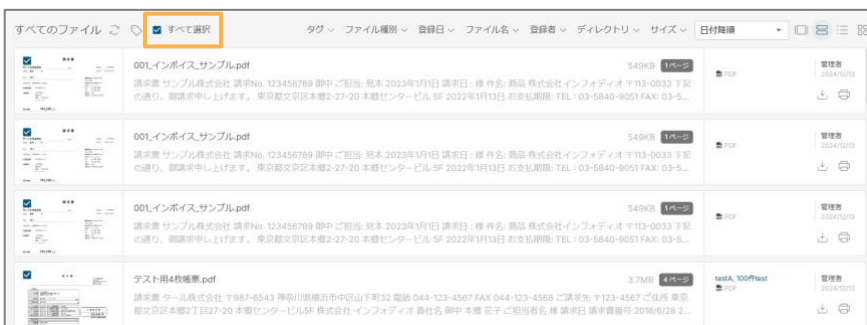 すべてのファイル すべて選択 タグ ファイル種別 登録日 ファイル名 登録者 ディレクトリ サイズ 日付降順
001_インボイス_サンプル.pdf 549KB 1ページ 管理者
請求書 サンプル株式会社 請求No. 123456789 御中 ご担当: 見本 2023年1月1日 請求日 : 様 件名: 商品 株式会社インフォディオ 〒113-0033 下記 PDF 2024/12/13
の通り、御請求申し上げます。 東京都文京区本郷2-27-20 本郷センタービル 5F 2022年1月13日 お支払期限: TEL : 03-5840-9051 FAX: 03-5...
001_インボイス_サンプル.pdf 549KB 1ページ 管理者
請求書 サンプル株式会社 請求No. 123456789 御中 ご担当: 見本 2023年1月1日 請求日 : 様 件名: 商品 株式会社インフォディオ 〒113-0033 下記 PDF 2024/12/13
の通り、御請求申し上げます。 東京都文京区本郷2-27-20 本郷センタービル 5F 2022年1月13日 お支払期限: TEL : 03-5840-9051 FAX: 03-5...
001_インボイス_サンプル.pdf 549KB 1ページ 管理者
請求書 サンプル株式会社 請求No. 123456789 御中 ご担当: 見本 2023年1月1日 請求日 : 様 件名: 商品 株式会社インフォディオ 〒113-0033 下記 PDF 2024/12/13
の通り、御請求申し上げます。 東京都文京区本郷2-27-20 本郷センタービル 5F 2022年1月13日 お支払期限: TEL : 03-5840-9051 FAX: 03-5...
テスト用4枚帳票.pdf 3.7MB 4ページ testA, 100件test 管理者
請求書 タール株式会社 〒987-6543 神奈川県横浜市中区山下町32 電話 044-123-4567 FAX 044-123-4568 ご請求先 〒123-4567 ご住所 東京 PDF 2024/12/12
都文京区本郷2丁目27-20 本郷センタービル5F 株式会社 インフォディオ 貴社名 御中 本郷 花子 ご担当者名 様 請求日 請求書番号 2018/6/28 2...